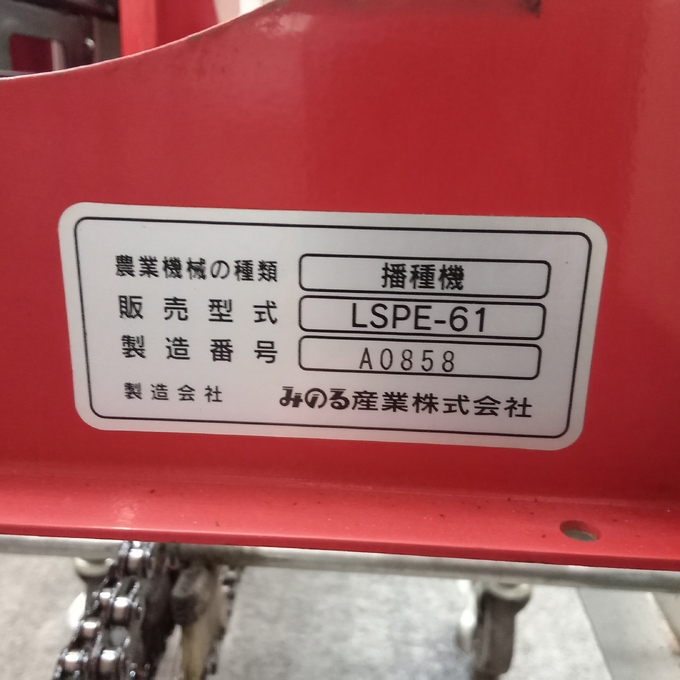 農業機械の種類 播種機
販売型式 LSPE-61
製造番号 A0858
製造会社 みのる産業株式会社